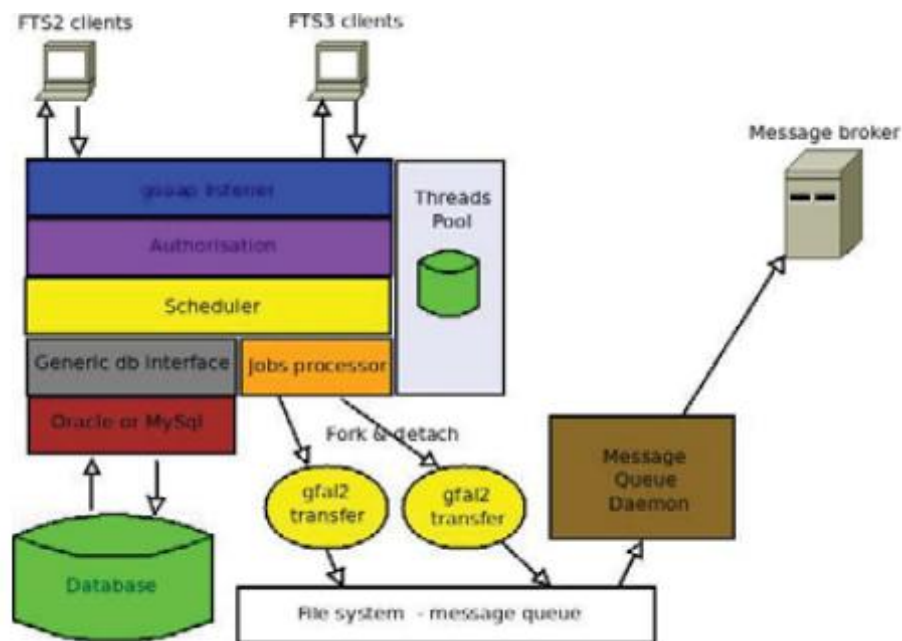 FTS2 clients
FTS3 clients
Message broker
gsoap listener
Threads
Pool
Authorisation
Scheduler
Generic db interface
Jobs processor
Oracle or MySql
Fork & detach
Message
Queue
Daemon
gfal2
transfer
gfal2
transfer
Database
File system - message queue